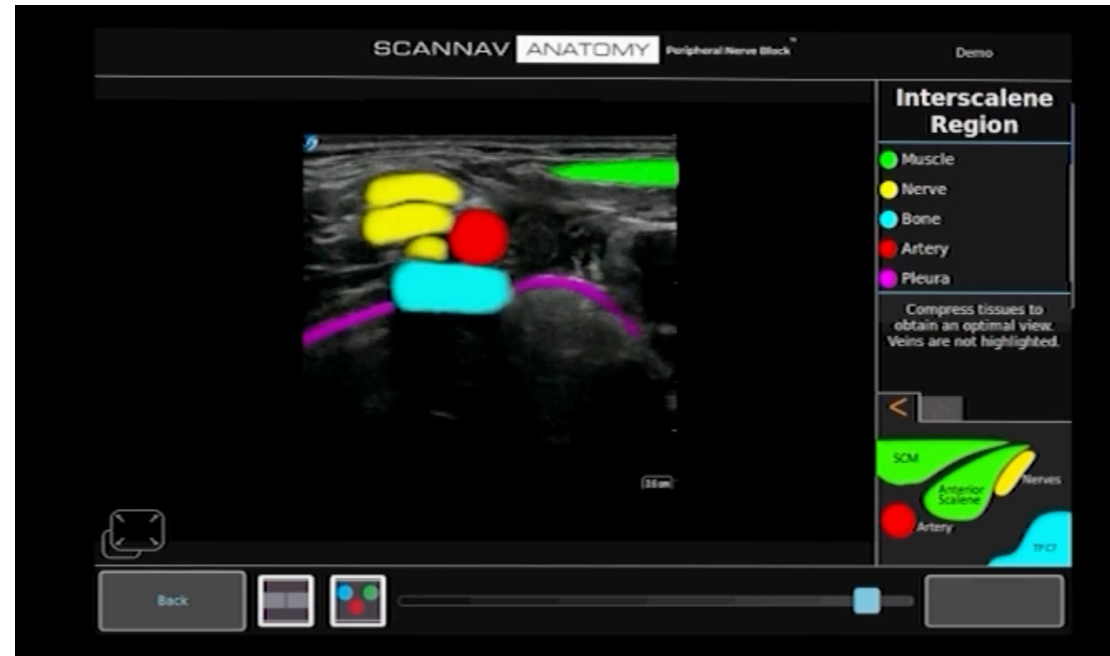 SCANNAV ANATOMY Peripheral Nerve Block™
Demo
Interscalene
Region
Muscle
Nerve
Bone
Artery
Pleura
Compress tissues to
obtain an optimal view.
Veins are not highlighted.
<
SCM
Anterior
Scalene
Nerves
Artery
TP C7
Back